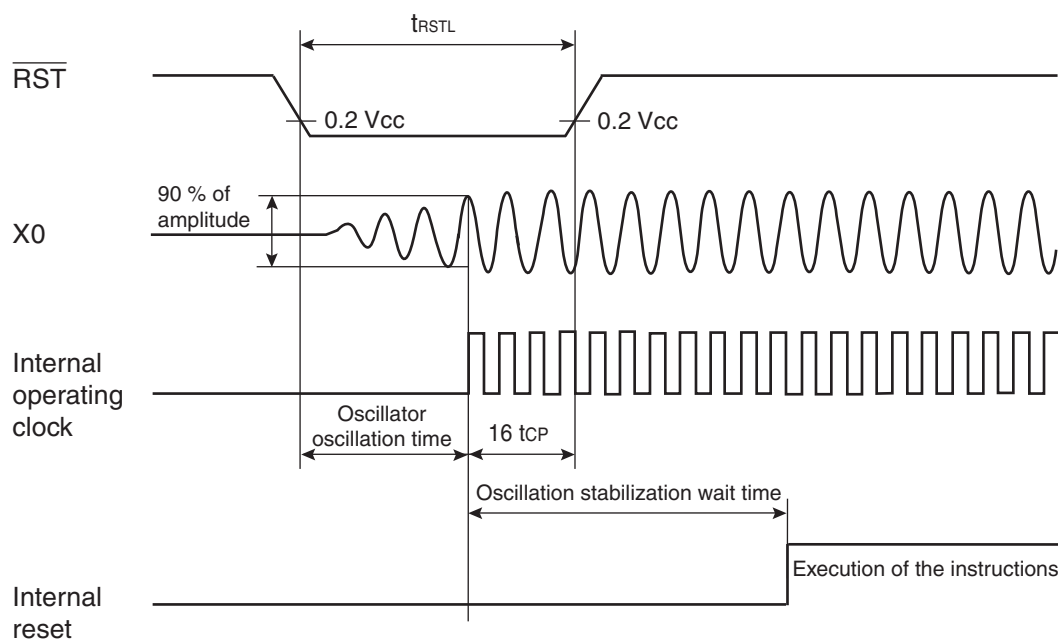 tRSTL
RST
0.2 Vcc
0.2 Vcc
90 % of
amplitude
X0
Internal
operating
clock
Oscillator
oscillation time
16 tCP
Oscillation stabilization wait time
Execution of the instructions
Internal
reset